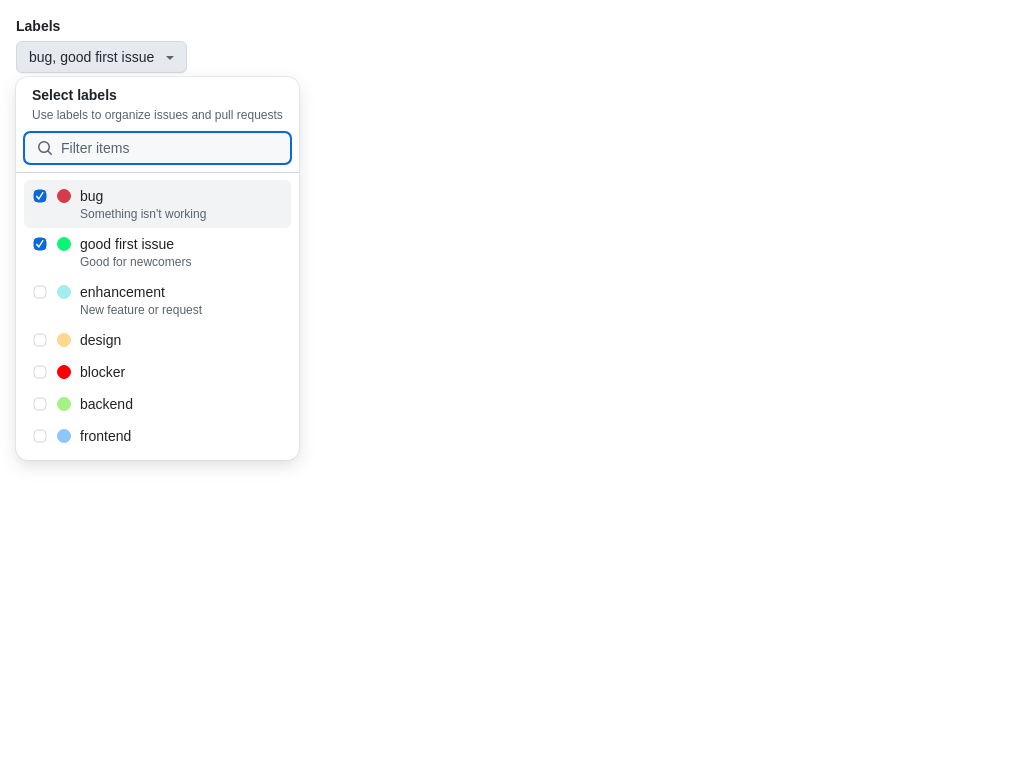 Labels
bug, good first issue
Select labels
Use labels to organize issues and pull requests
Filter items
bug
Something isn't working
good first issue
Good for newcomers
enhancement
New feature or request
design
blocker
backend
frontend